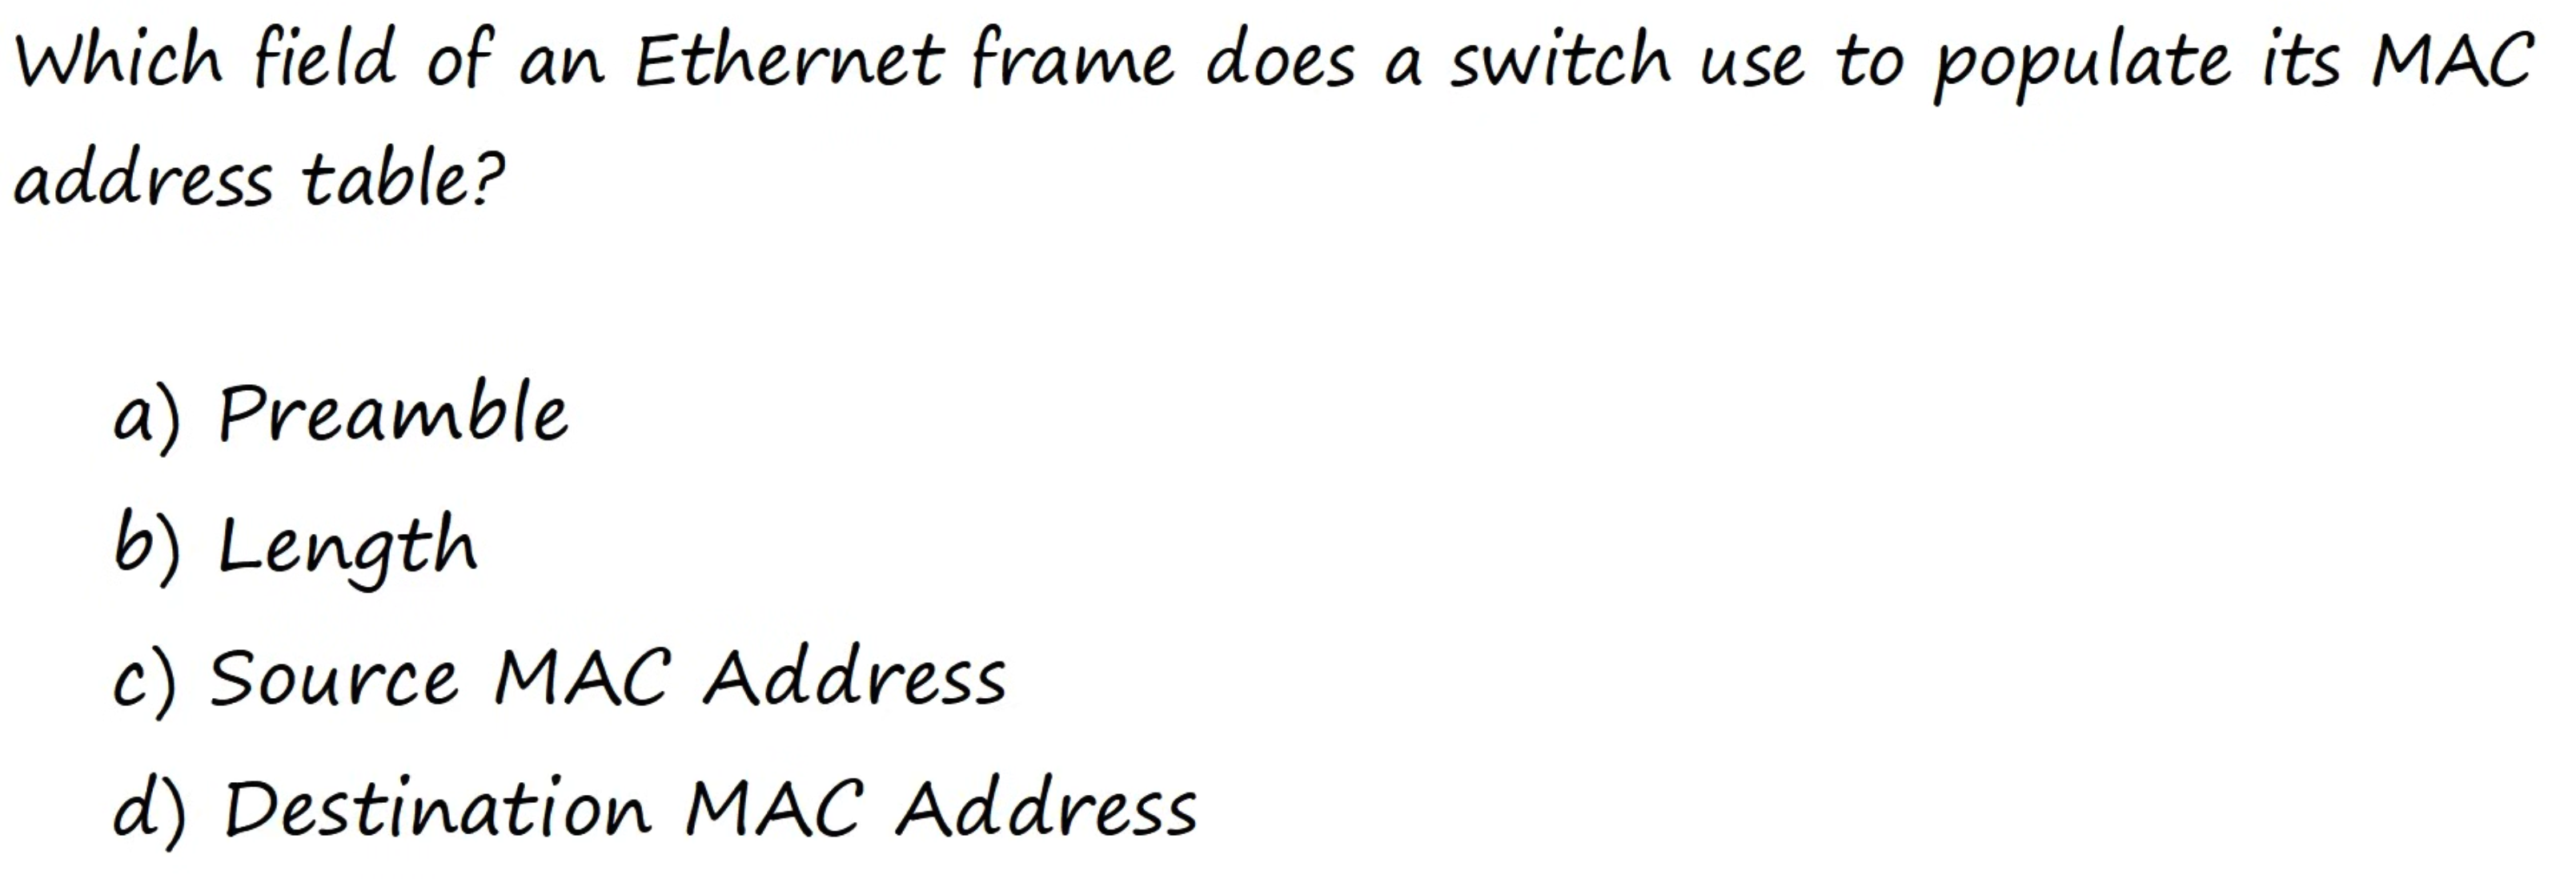 Which field of an Ethernet frame does a switch use to populate its MAC
address table?
a) Preamble
b) Length
c) Source MAC Address
d) Destination MAC Address